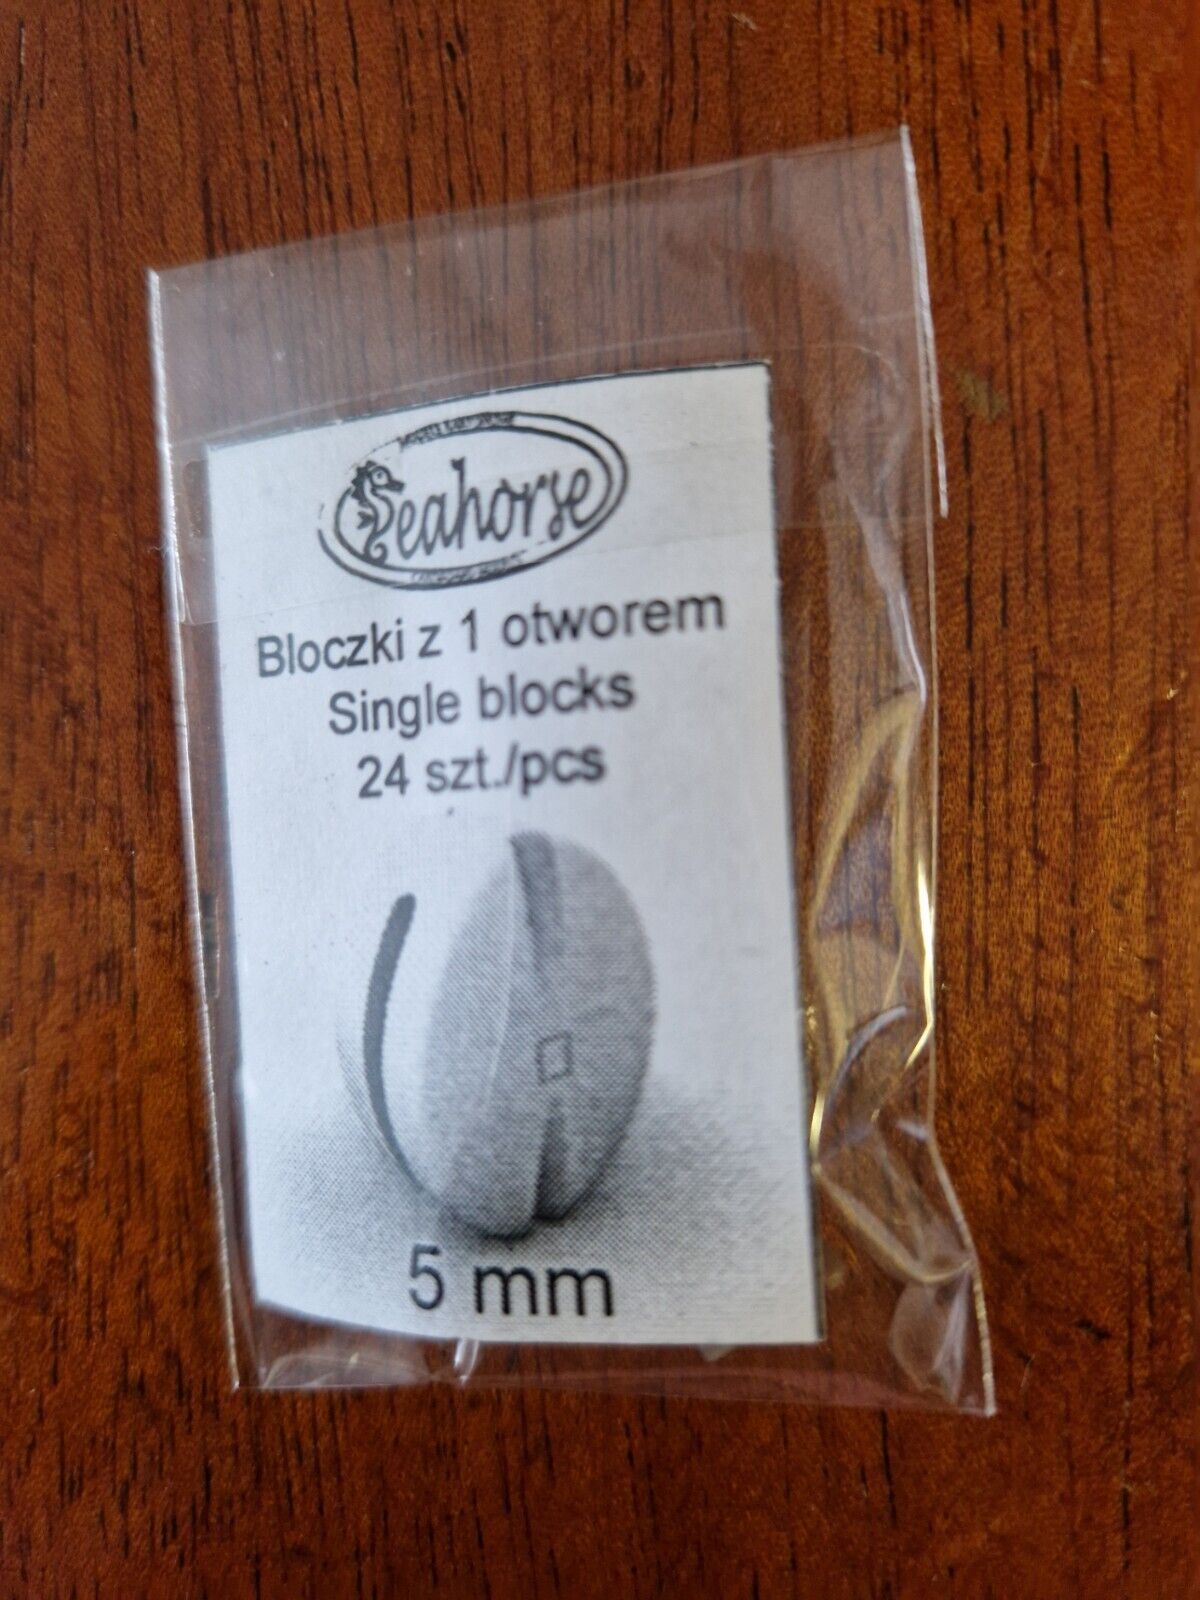 Seahorse
Bloczki z 1 otworem
Single blocks
24 szt./pcs
5 mm